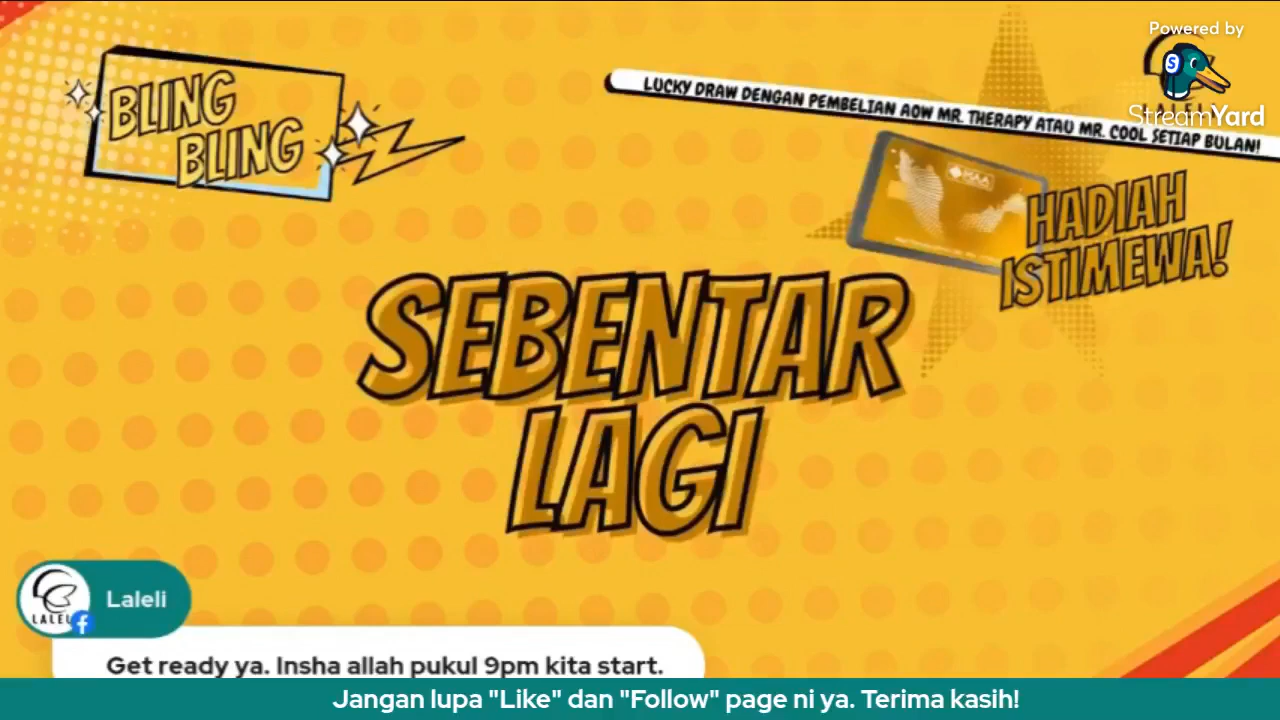 Powered by
StreamYard
BLING
BLING
LUCKY DRAW DENGAN PEMBELIAN AOW MR. THERAPY ATAU MR. COOL SETIAP BULAN!
HADIAH
ISTIMEWA!
SEBENTAR
LAGI
Laleli
Get ready ya. Insha allah pukul 9pm kita start.
Jangan lupa "Like" dan "Follow" page ni ya. Terima kasih!